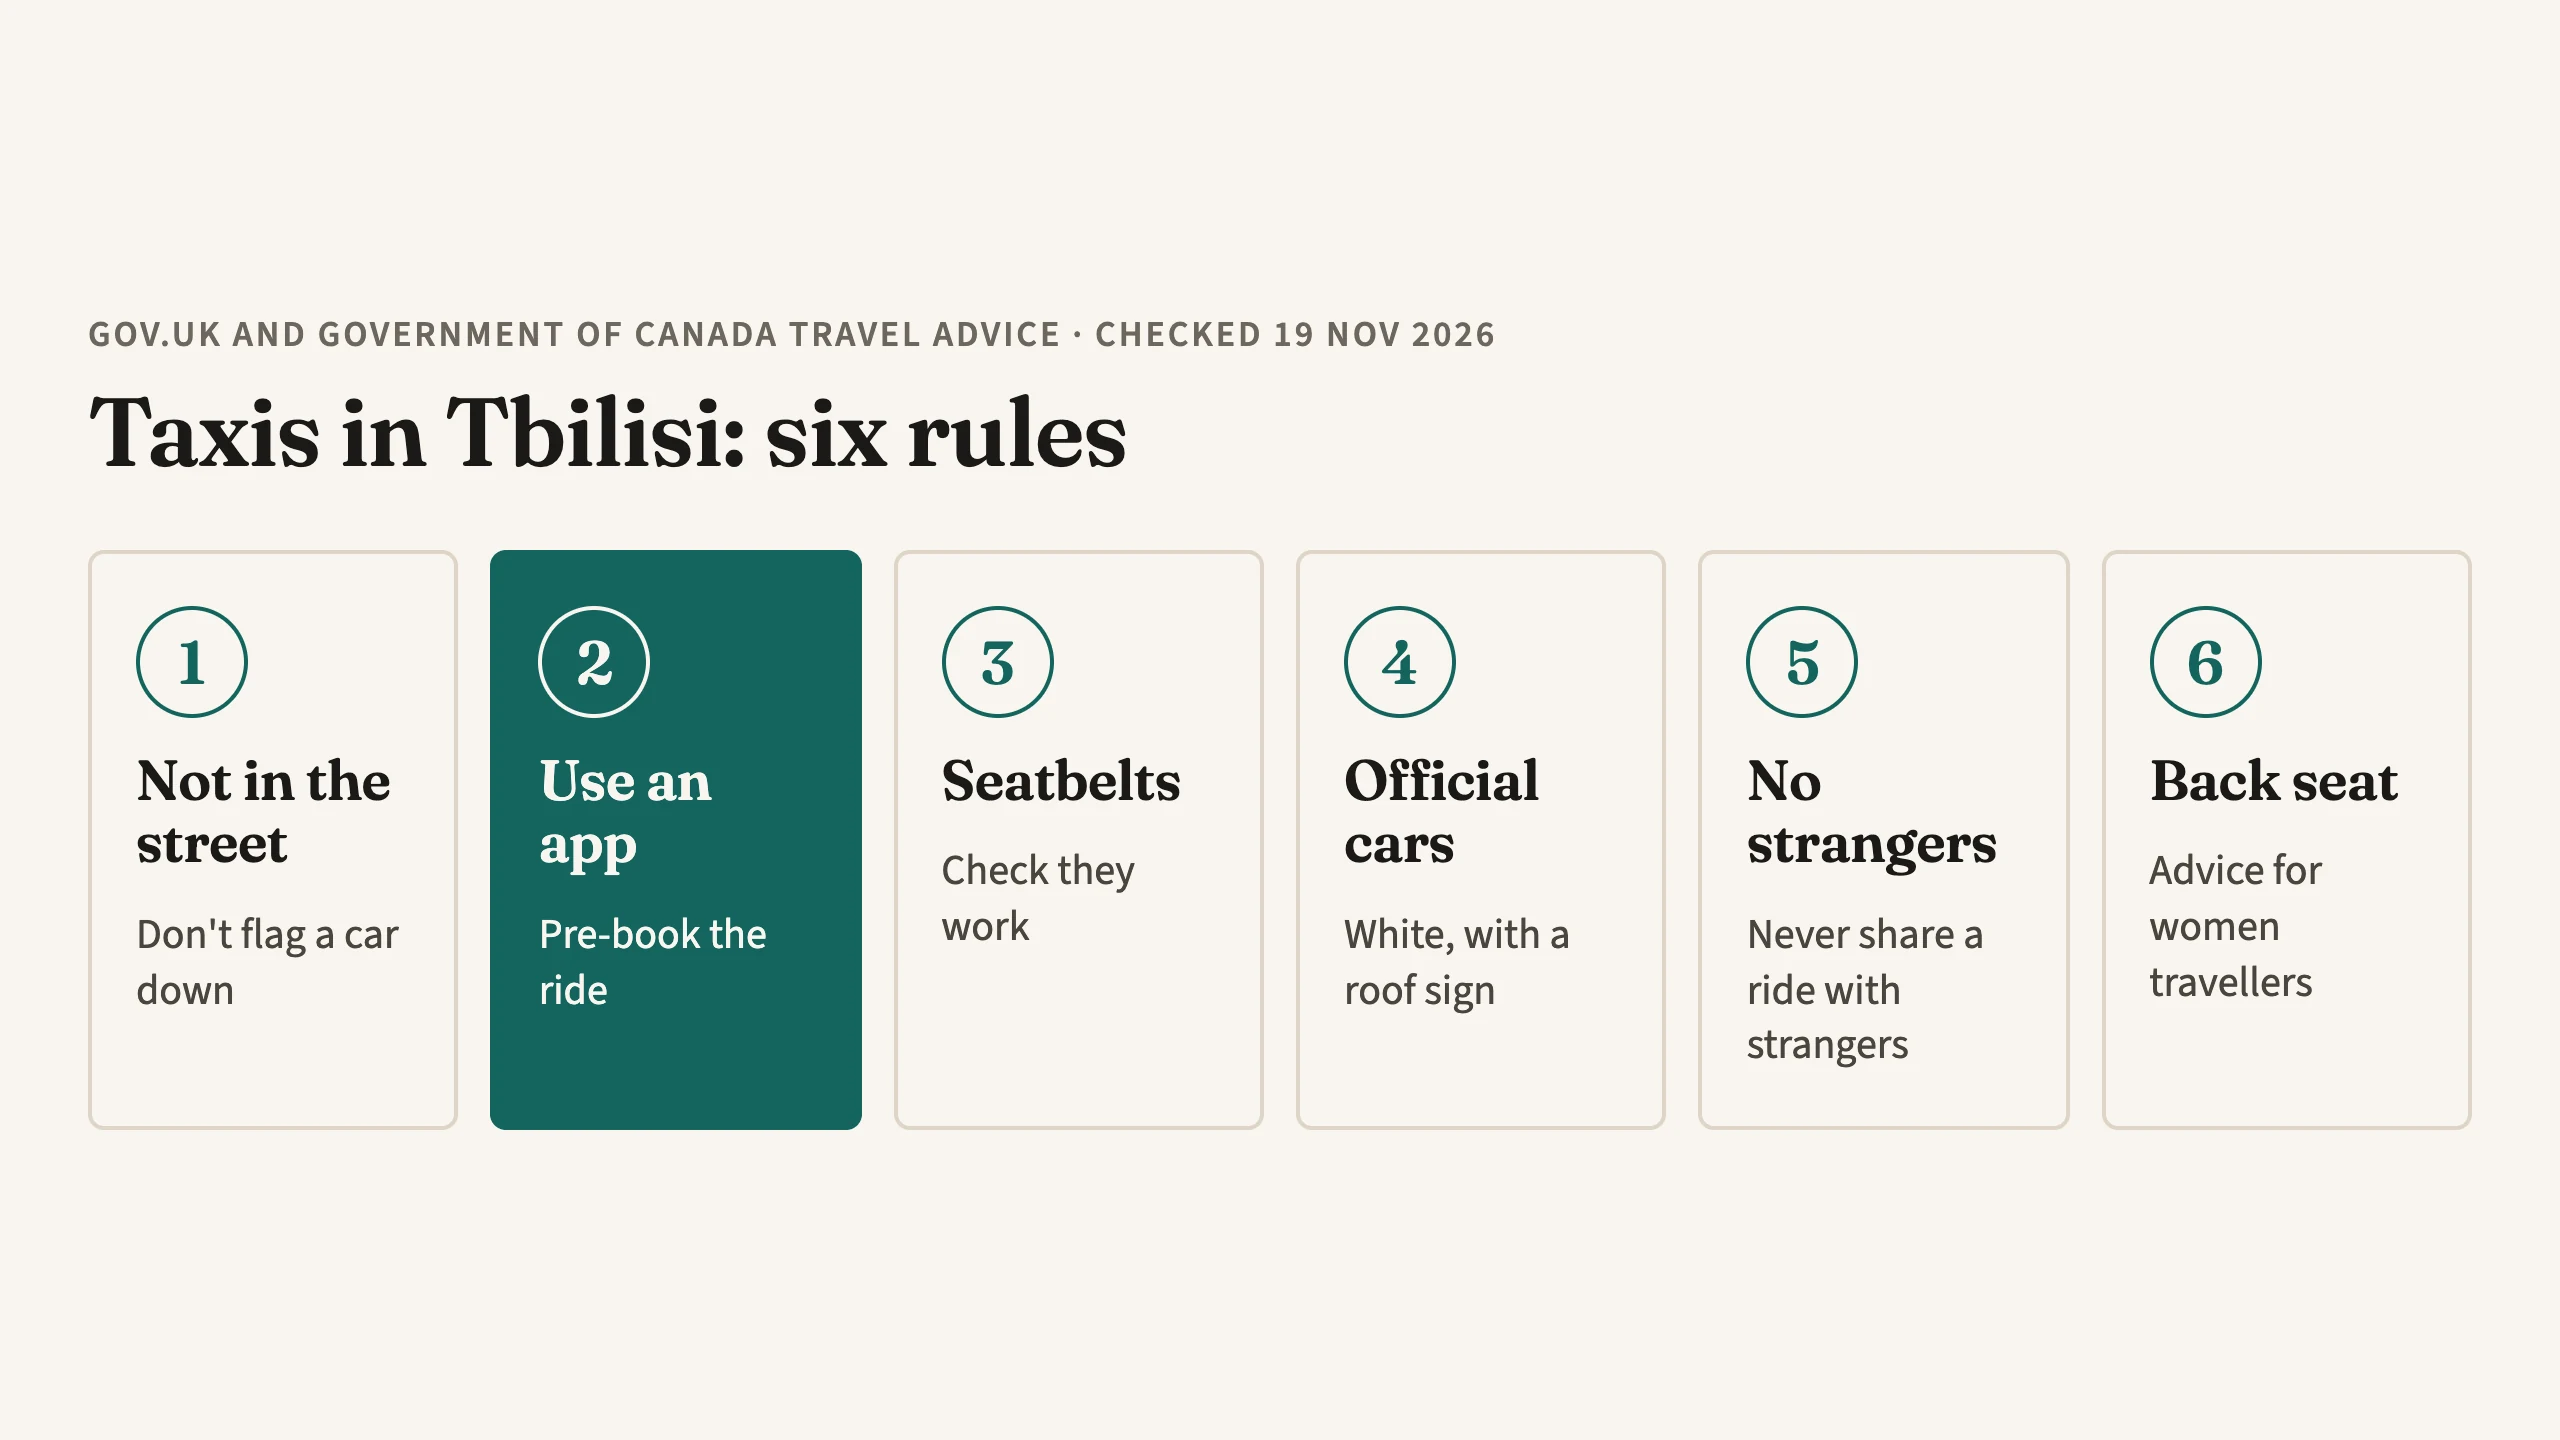 GOV.UK AND GOVERNMENT OF CANADA TRAVEL ADVICE · CHECKED 19 NOV 2026
Taxis in Tbilisi: six rules
1
Not in the
street
Don't flag a car
down
2
Use an
app
Pre-book the
ride
3
Seatbelts
Check they
work
4
Official
cars
White, with a
roof sign
5
No
strangers
Never share a
ride with
strangers
6
Back seat
Advice for
women
travellers